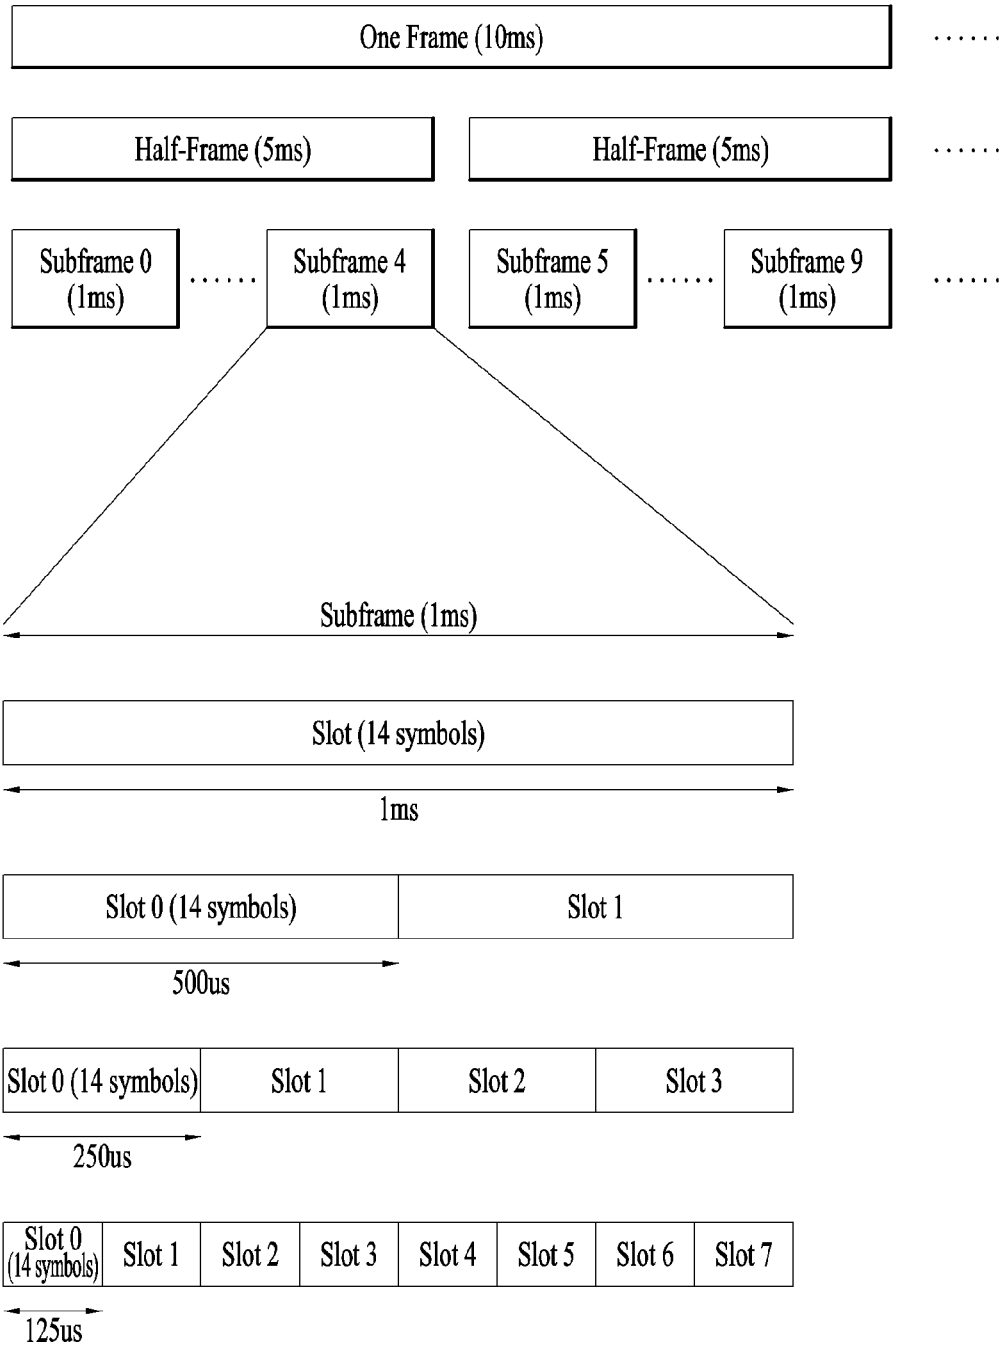 One Frame (10ms) ......
Half-Frame (5ms) Half-Frame (5ms) ......
Subframe 0
(1ms)
......
Subframe 4
(1ms)
Subframe 5
(1ms)
......
Subframe 9
(1ms)
......
Subframe (1ms)
Slot (14 symbols)
1ms
Slot 0 (14 symbols) Slot 1
500us
Slot 0 (14 symbols) Slot 1 Slot 2 Slot 3
250us
Slot 0
(14 symbols)
Slot 1 Slot 2 Slot 3 Slot 4 Slot 5 Slot 6 Slot 7
125us